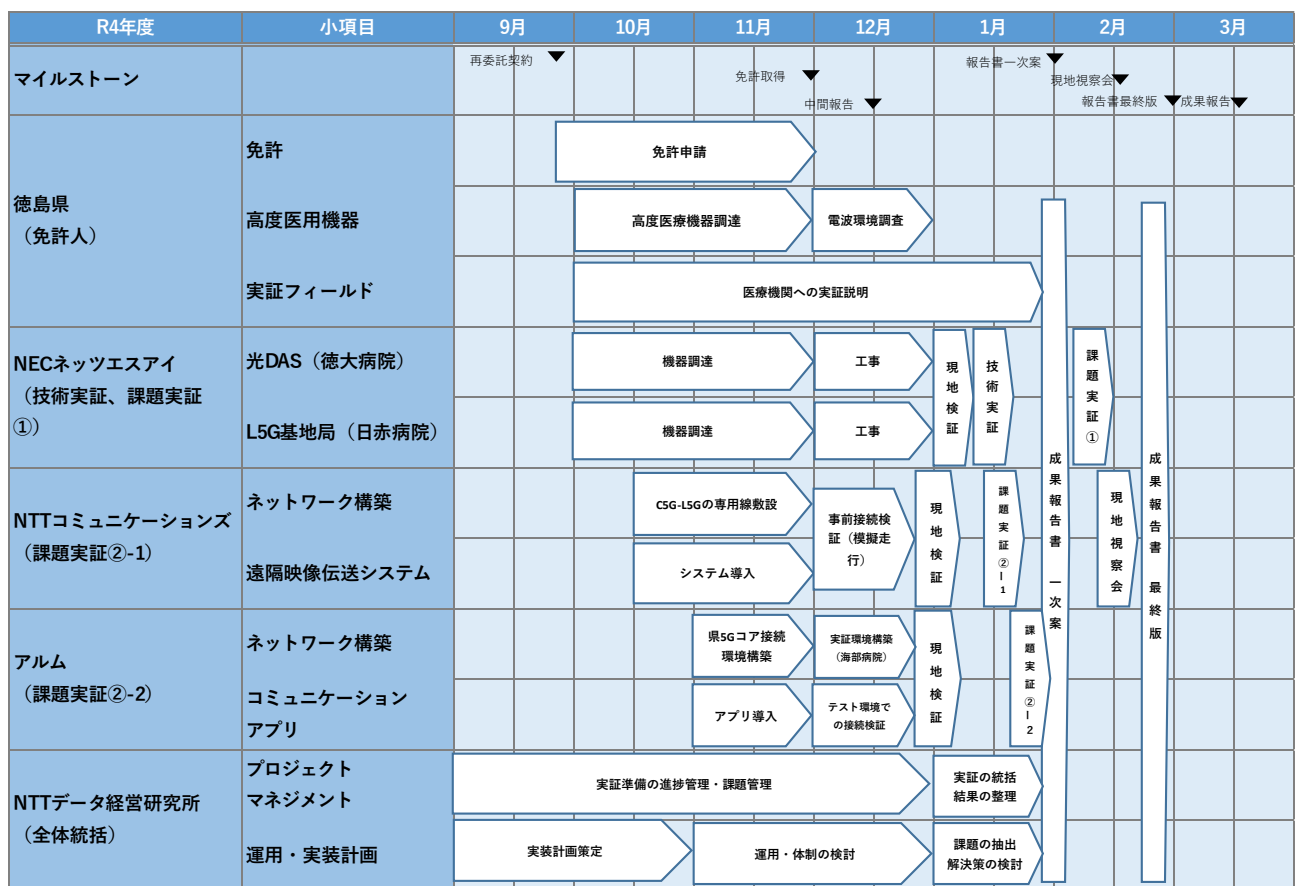 R4年度
小項目
9月
10月
11月
12月
1月
2月
3月
マイルストーン
再委託契約
免許取得
中間報告
報告書一次案
現地視察会
報告書最終版
成果報告
徳島県
（免許人）
免許
免許申請
高度医用機器
高度医療機器調達
電波環境調査
実証フィールド
医療機関への実証説明
NECネッツエスアイ
（技術実証、課題実証
①）
光DAS（徳大病院）
機器調達
工事
L5G基地局（日赤病院）
機器調達
工事
現地検証
技術実証
課題実証①
NTTコミュニケーションズ
（課題実証②-1）
ネットワーク構築
C5G-L5Gの専用線敷設
遠隔映像伝送システム
システム導入
事前接続検
証（模擬走
行）
現地検証
課題実証②ー1
現地視察会
アルム
（課題実証②-2）
ネットワーク構築
県5Gコア接続
環境構築
実証環境構築
（海部病院）
コミュニケーション
アプリ
アプリ導入
テスト環境で
の接続検証
現地検証
課題実証②ー2
成果報告書　一次案
成果報告書　最終版
NTTデータ経営研究所
（全体統括）
プロジェクト
マネジメント
実証準備の進捗管理・課題管理
実証の統括
結果の整理
運用・実装計画
実装計画策定
運用・体制の検討
課題の抽出
解決策の検討